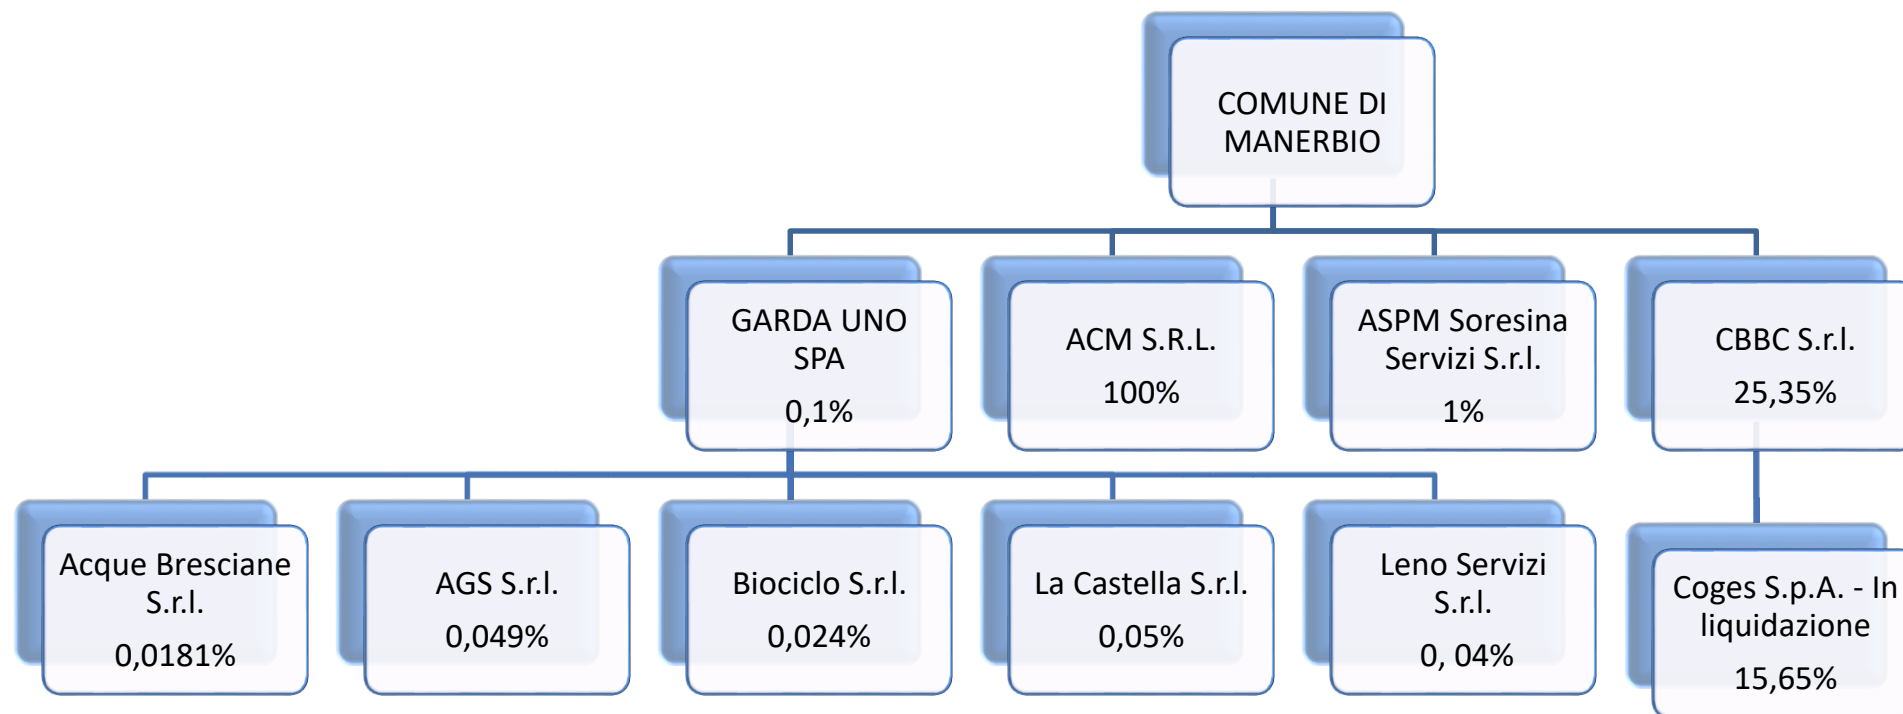 COMUNE DI
MANERBIO
GARDA UNO
SPA
0,1%
ACM S.R.L.
100%
ASPM Soresina
Servizi S.r.l.
1%
CBBC S.r.l.
25,35%
Acque Bresciane
S.r.l.
0,0181%
AGS S.r.l.
0,049%
Biociclo S.r.l.
0,024%
La Castella S.r.l.
0,05%
Leno Servizi
S.r.l.
0, 04%
Coges S.p.A. - In
liquidazione
15,65%